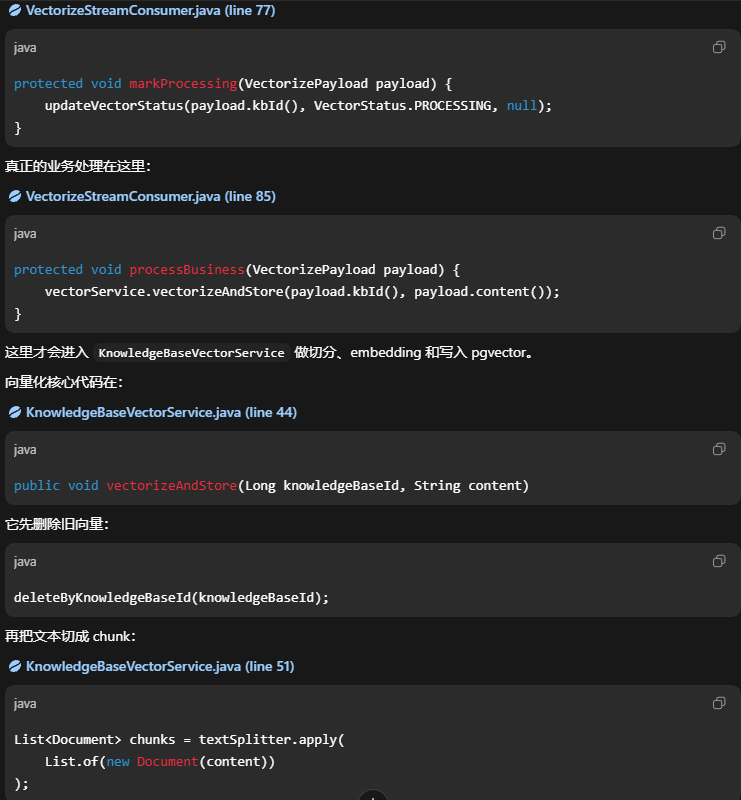 VectorizeStreamConsumer.java (line 77)
java
protected void markProcessing(VectorizePayload payload) {
    updateVectorStatus(payload.kbId(), VectorStatus.PROCESSING, null);
}
真正的业务处理在这里：
VectorizeStreamConsumer.java (line 85)
java
protected void processBusiness(VectorizePayload payload) {
    vectorService.vectorizeAndStore(payload.kbId(), payload.content());
}
这里才会进入 KnowledgeBaseVectorService 做切分、embedding 和写入 pgvector。
向量化核心代码在：
KnowledgeBaseVectorService.java (line 44)
java
public void vectorizeAndStore(Long knowledgeBaseId, String content)
它先删除旧向量：
java
deleteByKnowledgeBaseId(knowledgeBaseId);
再把文本切成 chunk：
KnowledgeBaseVectorService.java (line 51)
java
List<Document> chunks = textSplitter.apply(
    List.of(new Document(content))
);